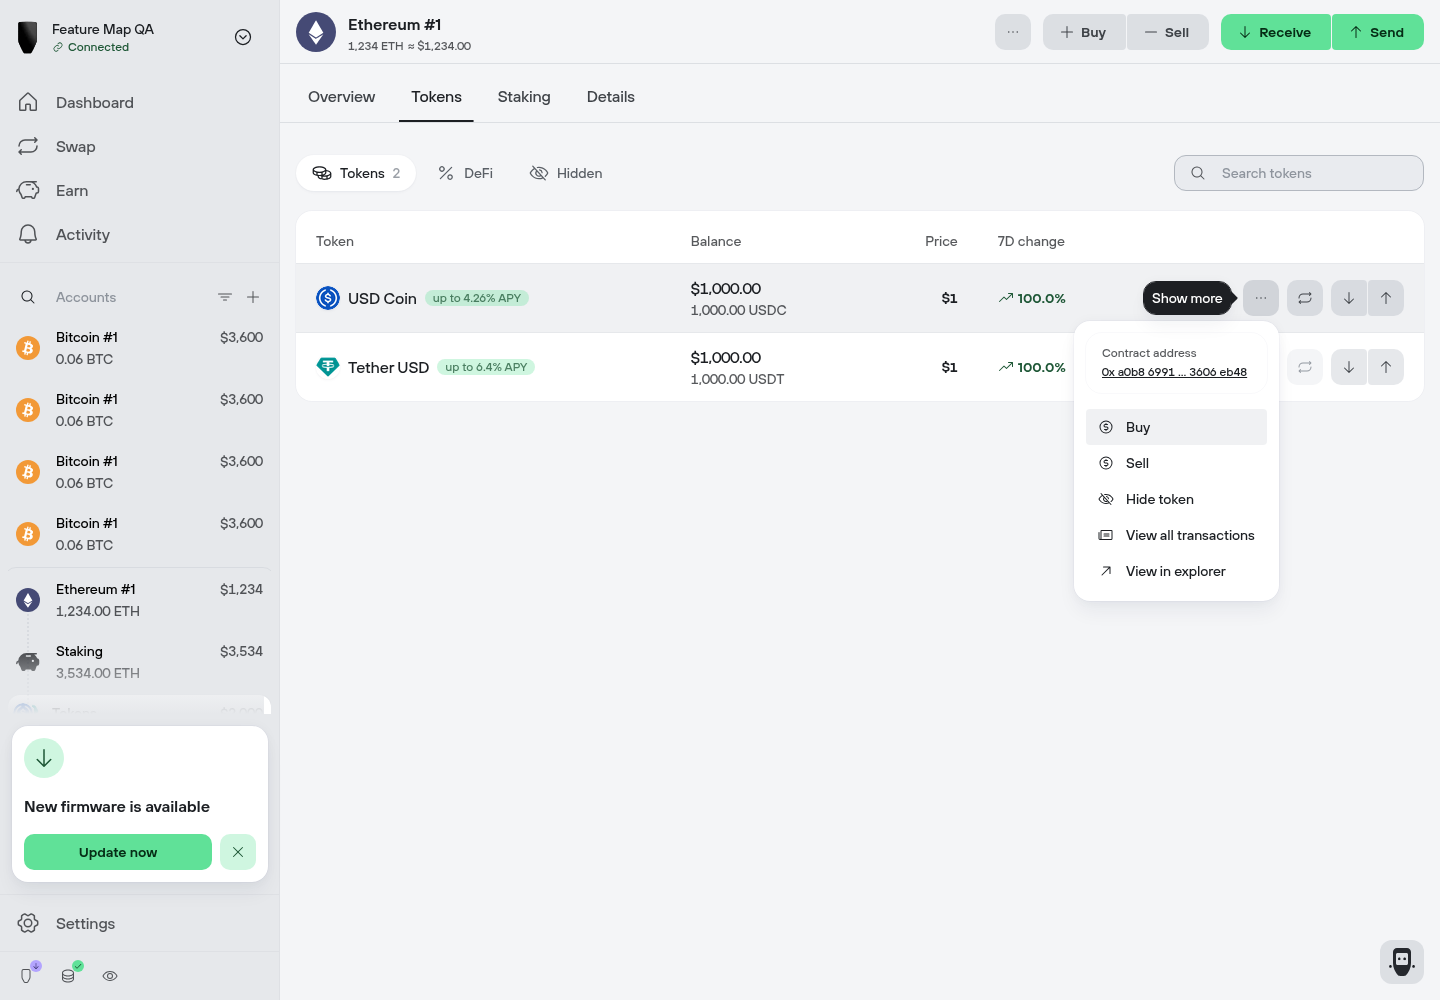 Feature Map QA
Connected
Dashboard
Swap
Earn
Activity
Accounts
Bitcoin #1 $3,600
0.06 BTC
Bitcoin #1 $3,600
0.06 BTC
Bitcoin #1 $3,600
0.06 BTC
Bitcoin #1 $3,600
0.06 BTC
Ethereum #1 $1,234
1,234.00 ETH
Staking $3,534
3,534.00 ETH
New firmware is available
Update now
Settings
Ethereum #1
1,234 ETH ≈ $1,234.00
Buy Sell Receive Send
Overview Tokens Staking Details
Tokens 2 DeFi Hidden
Search tokens
Token Balance Price 7D change
USD Coin up to 4.26% APY $1,000.00 $1 100.0% Show more
1,000.00 USDC
Tether USD up to 6.4% APY $1,000.00 $1 100.0%
1,000.00 USDT
Contract address
0x a0b8 6991 ... 3606 eb48
Buy
Sell
Hide token
View all transactions
View in explorer